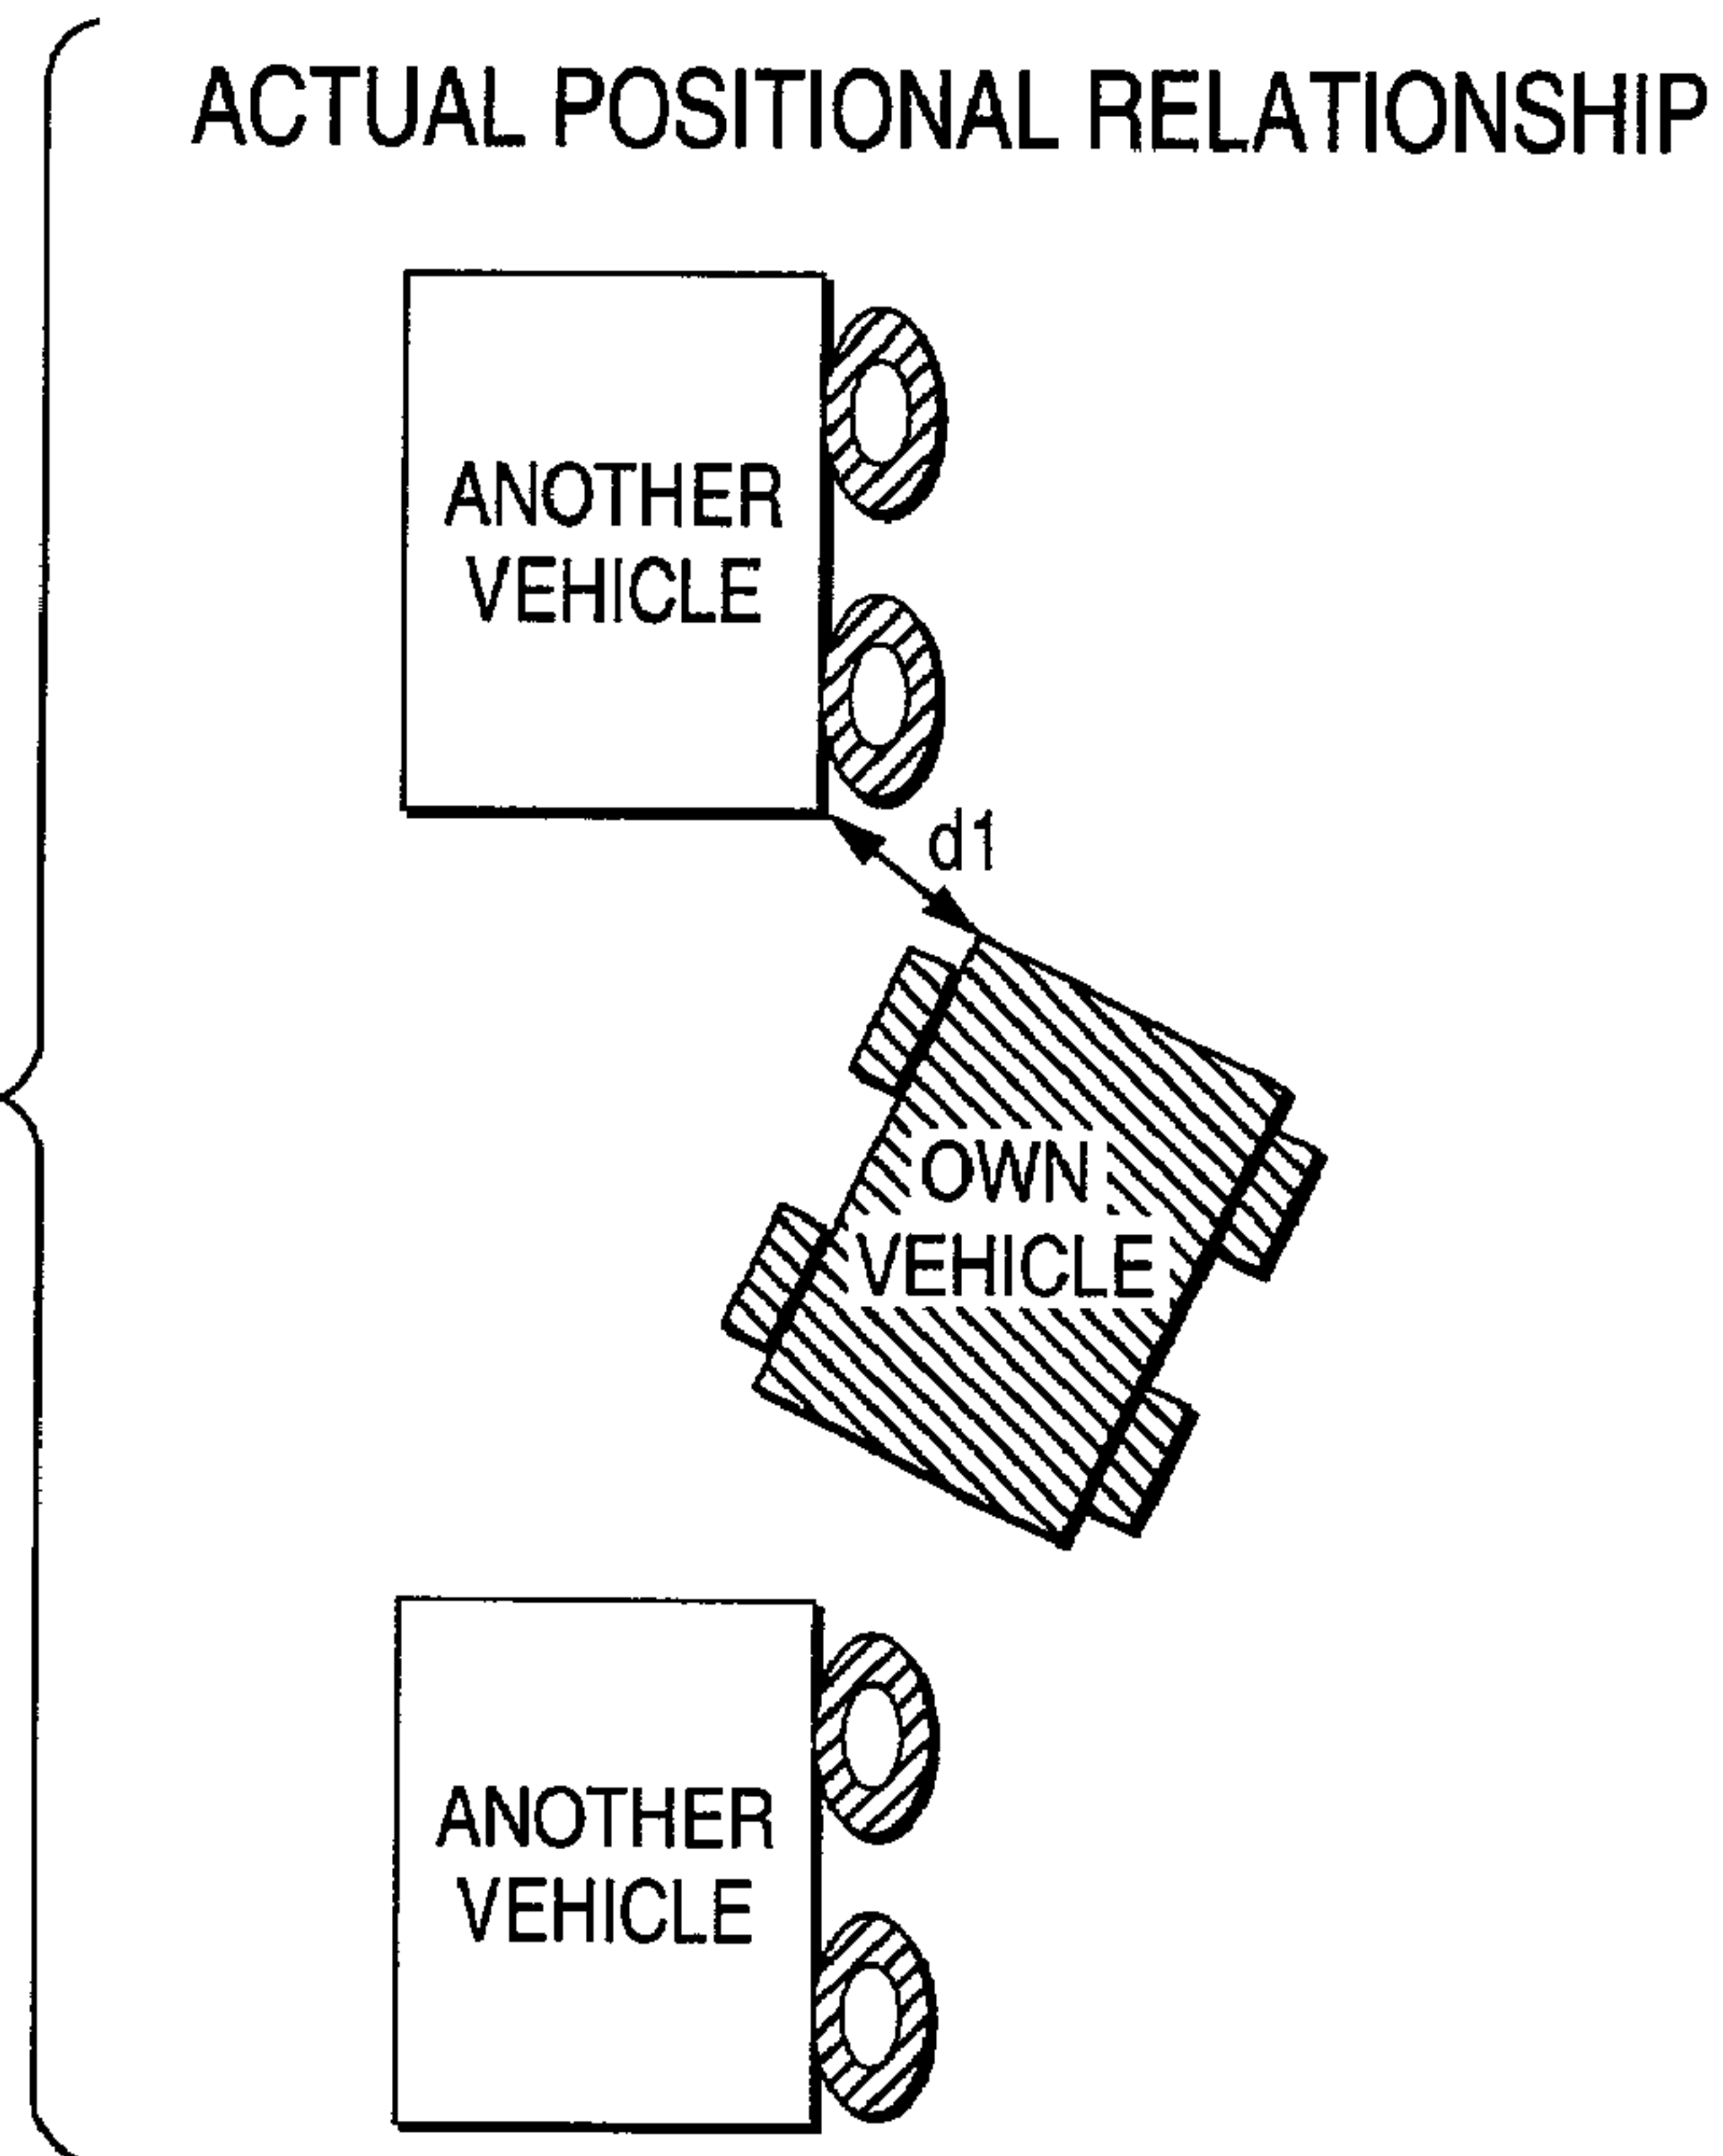 ACTUAL POSITIONAL RELATIONSHIP
ANOTHER
VEHICLE
d1
OWN
VEHICLE
ANOTHER
VEHICLE